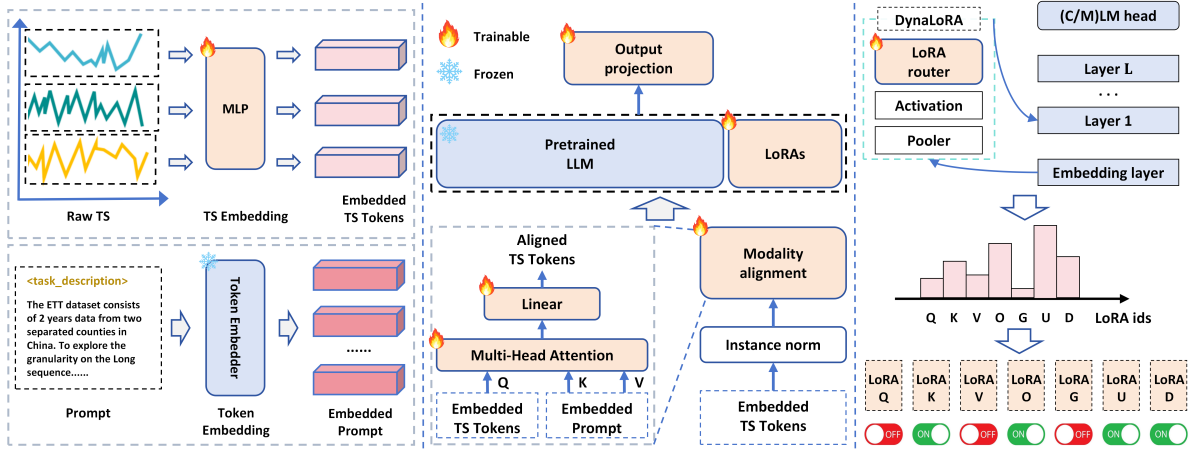 Raw TS
MLP
TS Embedding
Embedded
TS Tokens
<task_description>
The ETT dataset consists
of 2 years data from two
separated counties in
China. To explore the
granularity on the Long
sequence......
Prompt
Token Embedder
Token
Embedding
......
Embedded
Prompt
Trainable
Frozen
Output
projection
Pretrained
LLM
LoRAs
Aligned
TS Tokens
Linear
Multi-Head Attention
Q
K
V
Embedded
TS Tokens
Embedded
Prompt
Modality
alignment
Instance norm
Embedded
TS Tokens
DynaLoRA
LoRA
router
Activation
Pooler
(C/M)LM head
Layer L
...
Layer 1
Embedding layer
Q K V O G U D LoRA ids
LoRA
Q
LoRA
K
LoRA
V
LoRA
O
LoRA
G
LoRA
U
LoRA
D
OFF
ON
OFF
ON
OFF
ON
ON